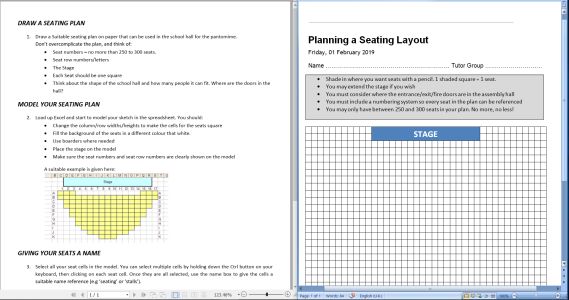 DRAW A SEATING PLAN
1. Draw a Suitable seating plan on paper that can be used in the school hall for the pantomime.
Don't overcomplicate the plan, and think of:
• Seat numbers – no more than 250 to 300 seats.
• Seat row numbers/letters
• The Stage
• Each Seat should be one square
• Think about the shape of the school hall and how many people it can fit. Where are the doors in the
hall?
MODEL YOUR SEATING PLAN
2. Load up Excel and start to model your sketch in the spreadsheet. You should:
• Change the column/row widths/heights to make the cells for the seats square
• Fill the background of the seats in a different colour that white.
• Use borders where needed
• Place the stage on the model
• Make sure the seat numbers and seat row numbers are clearly shown on the model
A suitable example is given here:
Stage
GIVING YOUR SEATS A NAME
3. Select all your seat cells in the model. You can select multiple cells by holding down the Ctrl button on your
keyboard, then clicking on each seat cell. Once they are all selected, use the name box to give the cells a
suitable name reference (e.g 'seating' or 'stalls').
1 / 1
Planning a Seating Layout
Friday, 01 February 2019
Name Tutor Group
• Shade in where you want seats with a pencil. 1 shaded square = 1 seat.
• You may extend the stage if you wish
• You must consider where the entrance/exit/fire doors are in the assembly hall
• You must include a numbering system so every seat in the plan can be referenced
• You may only have between 250 and 300 seats in your plan. No more, no less!
STAGE
Page: 1 of 1
English (U.K.)